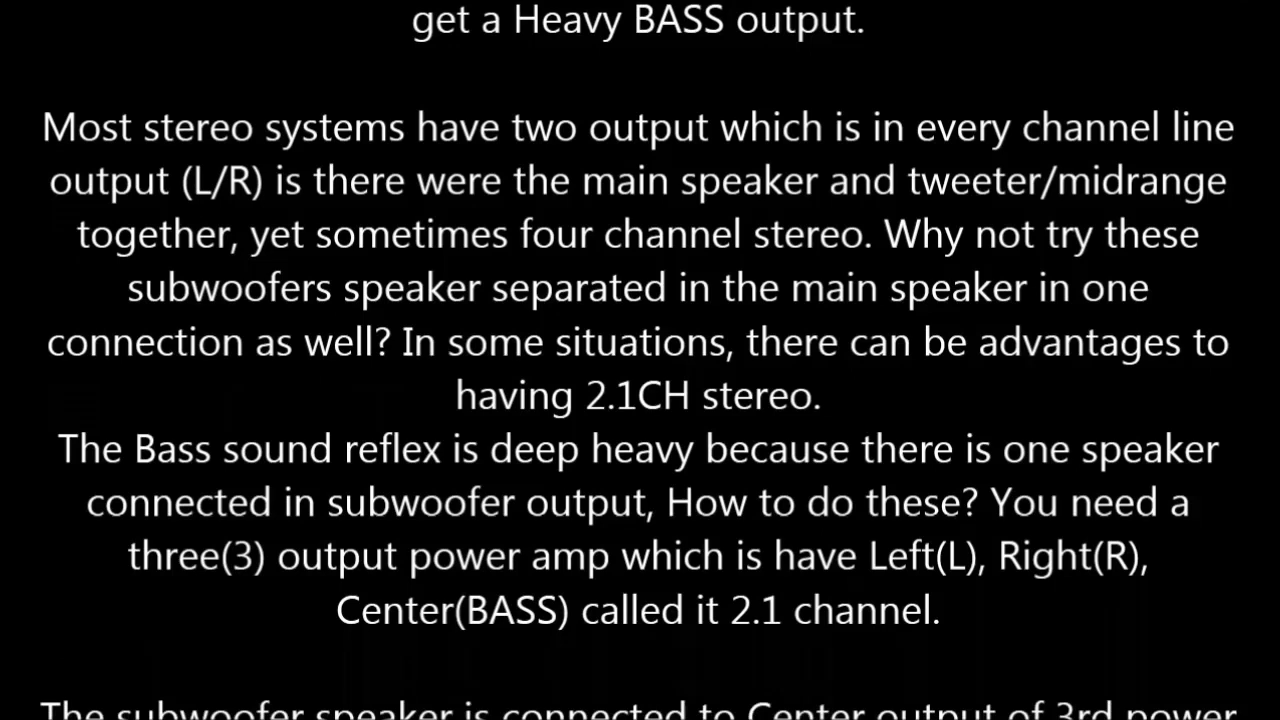 get a Heavy BASS output.
Most stereo systems have two output which is in every channel line
output (L/R) is there were the main speaker and tweeter/midrange
together, yet sometimes four channel stereo. Why not try these
subwoofers speaker separated in the main speaker in one
connection as well? In some situations, there can be advantages to
having 2.1CH stereo.
The Bass sound reflex is deep heavy because there is one speaker
connected in subwoofer output, How to do these? You need a
three(3) output power amp which is have Left(L), Right(R),
Center(BASS) called it 2.1 channel.
The subwoofer speaker is connected to Center output of 3rd power